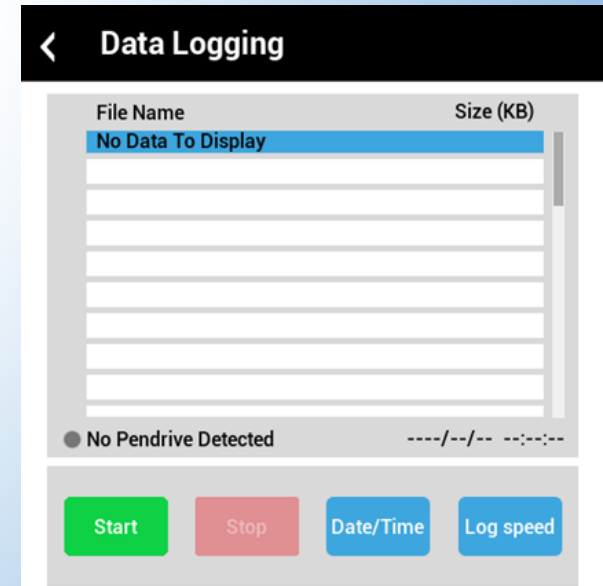 Data Logging
File Name Size (KB)
No Data To Display
No Pendrive Detected ----/--/-- --:--:--
Start Stop Date/Time Log speed